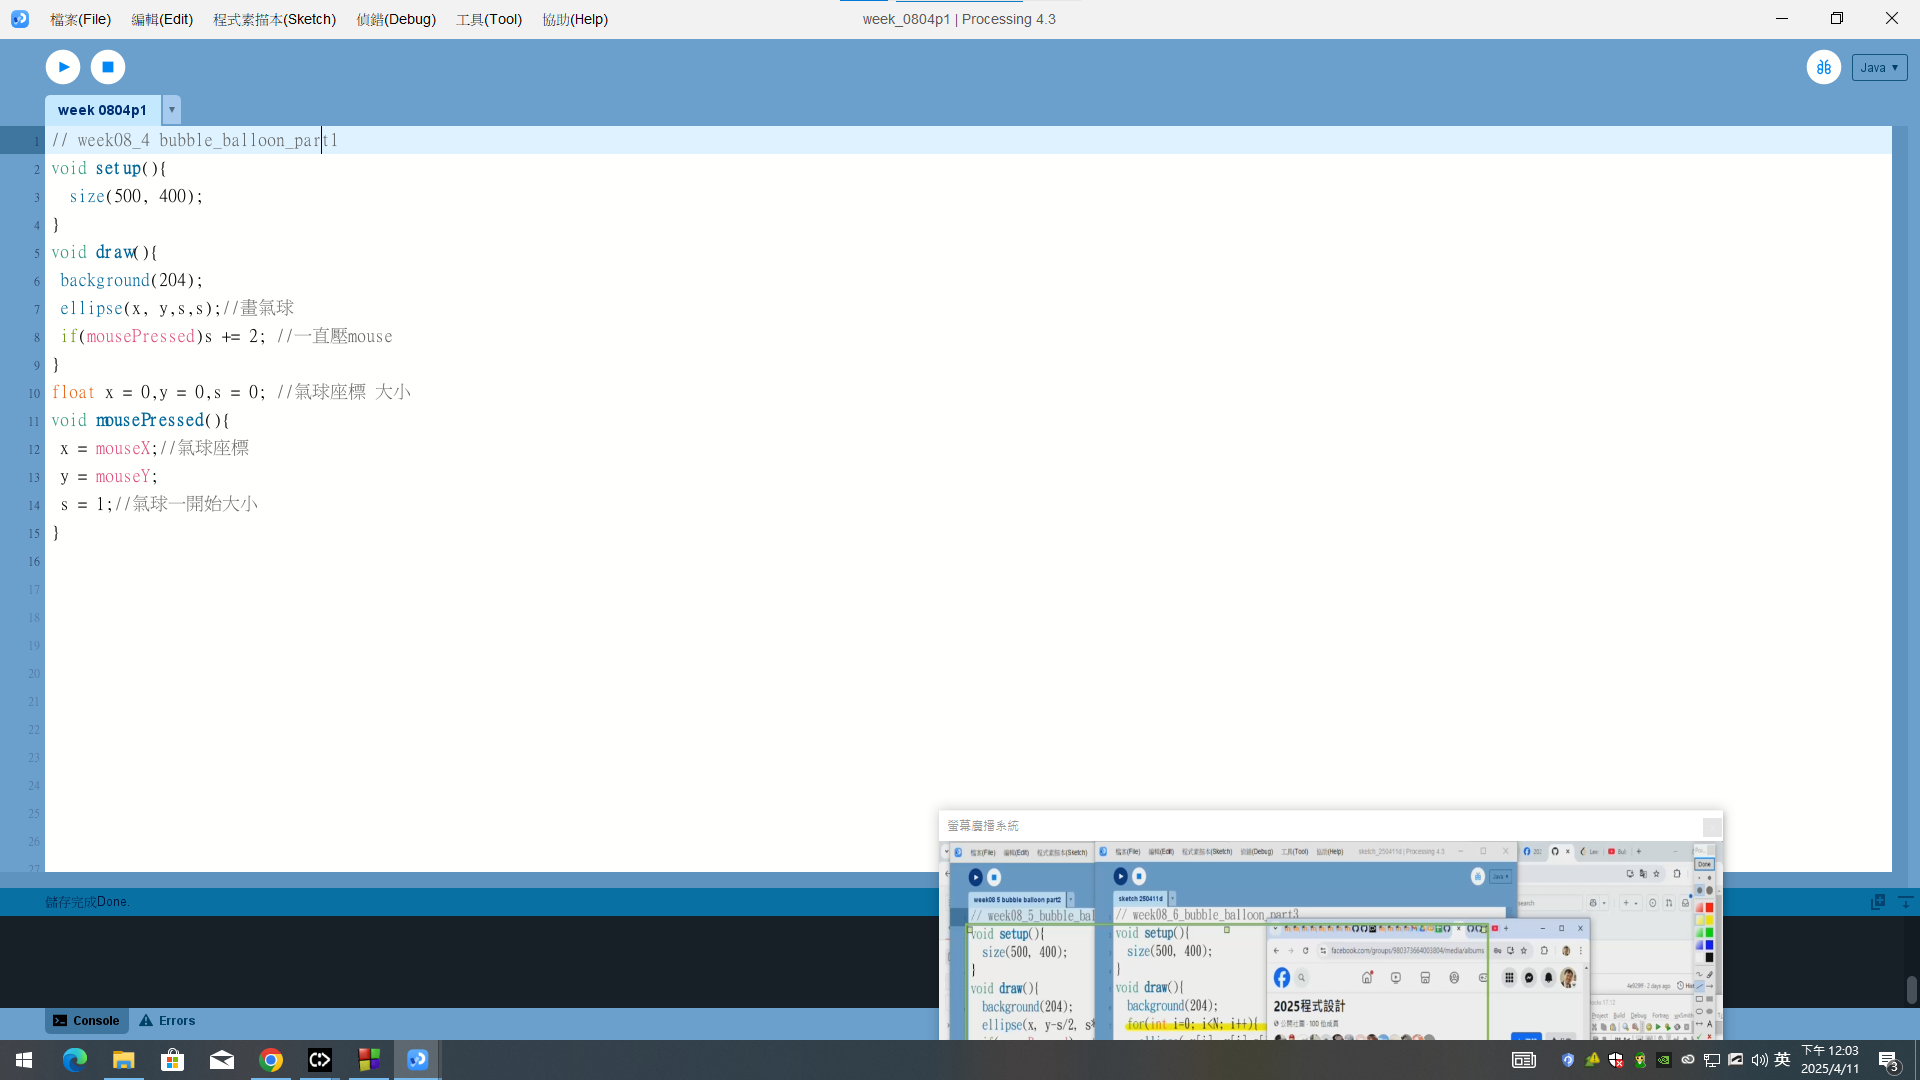 檔案(File) 編輯(Edit) 程式素描本(Sketch) 偵錯(Debug) 工具(Tool) 協助(Help)
week_0804p1 | Processing 4.3
Java ▼
week 0804p1
1 // week08_4 bubble_balloon_part1
2 void setup(){
3 size(500, 400);
4 }
5 void draw(){
6 background(204);
7 ellipse(x, y,s,s);//畫氣球
8 if(mousePressed)s += 2; //一直壓mouse
9 }
10 float x = 0,y = 0,s = 0; //氣球座標 大小
11 void mousePressed(){
12 x = mouseX;//氣球座標
13 y = mouseY;
14 s = 1;//氣球一開始大小
15 }
16
17
18
19
20
21
22
23
24
25
26
27
螢幕廣播系統
檔案(File) 編輯(Edit) 程式素描本(Sketch)
檔案(File) 編輯(Edit) 程式素描本(Sketch) 偵錯(Debug) 工具(Tool) 協助(Help) sketch_250411d | Processing 4.3
Java
Done
week08 5 bubble balloon part2
sketch 250411d
// week08_5_bubble_bal
void setup(){
size(500, 400);
}
void draw(){
background(204);
ellipse(x, y-s/2, s*
// week08_6_bubble_balloon_part3
void setup(){
size(500, 400);
}
void draw(){
background(204);
for(int i=0; i<N; i++){
facebook.com/groups/980373664003804/media/albums
2025程式設計
公開社團 · 100 位成員
儲存完成Done.
Console
Errors
英
下午 12:03
2025/4/11
3